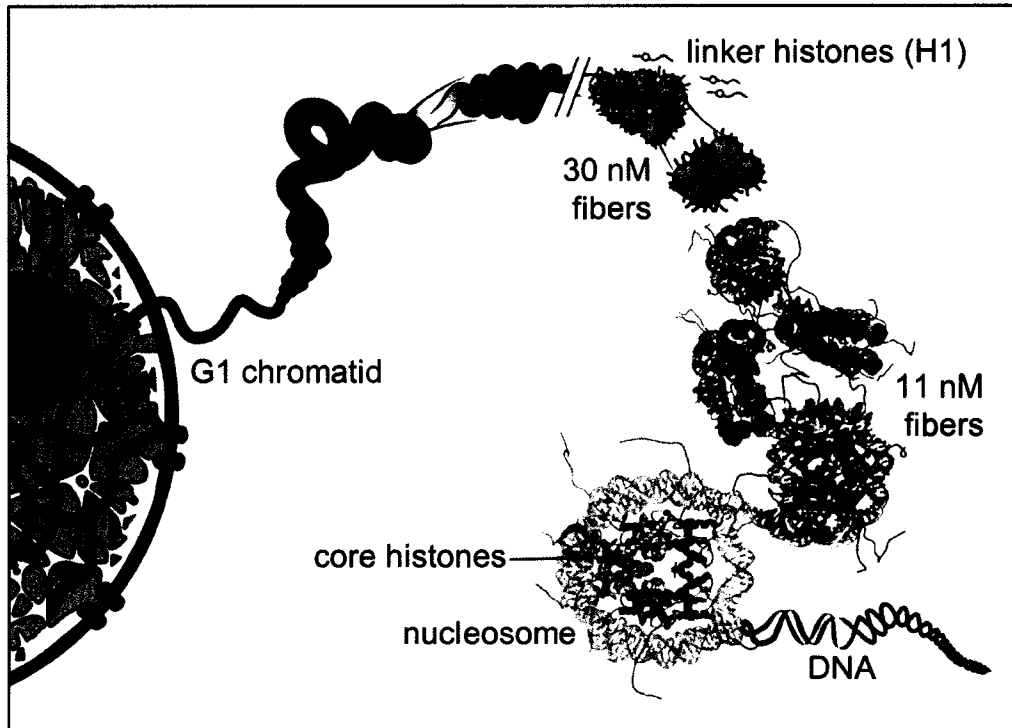 linker histones (H1)
30 nM
fibers
G1 chromatid
11 nM
fibers
core histones
nucleosome
DNA